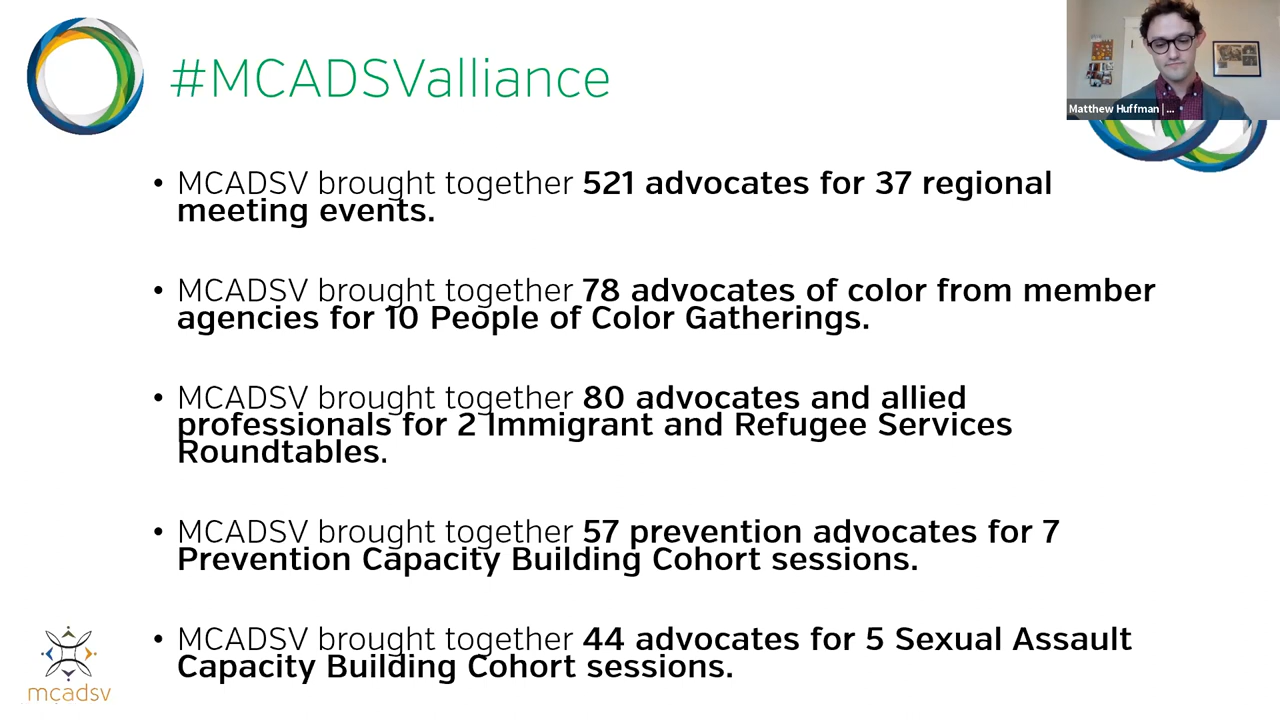 #MCADSValliance
Matthew Huffman | ...
• MCADSV brought together 521 advocates for 37 regional
meeting events.
• MCADSV brought together 78 advocates of color from member
agencies for 10 People of Color Gatherings.
• MCADSV brought together 80 advocates and allied
professionals for 2 Immigrant and Refugee Services
Roundtables.
• MCADSV brought together 57 prevention advocates for 7
Prevention Capacity Building Cohort sessions.
• MCADSV brought together 44 advocates for 5 Sexual Assault
Capacity Building Cohort sessions.
mcadsv